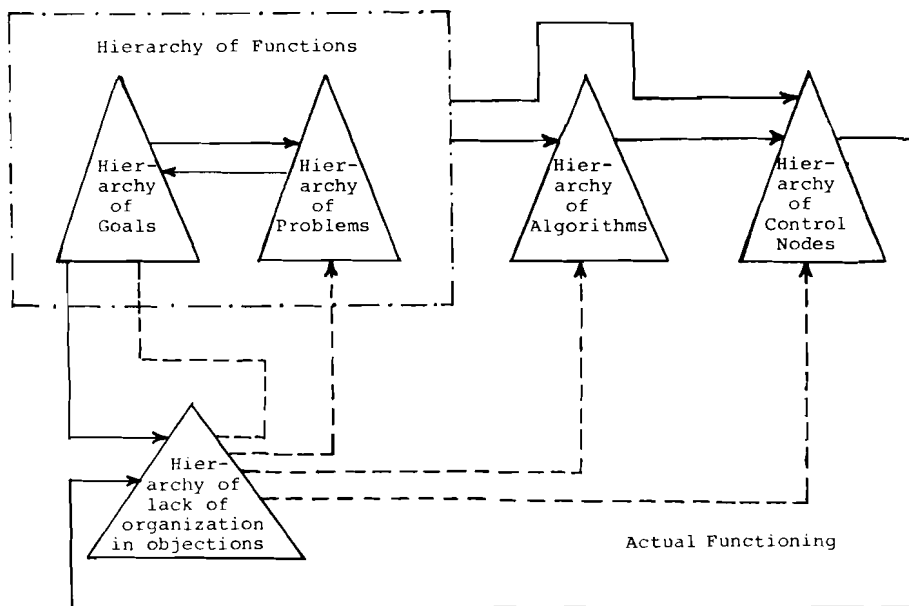 Hierarchy of Functions
Hier-
archy
of
Goals
Hier-
archy
of
Problems
Hier-
archy
of
Algorithms
Hier-
archy
of
Control
Nodes
Hier-
archy of
lack of
organization
in objections
Actual Functioning